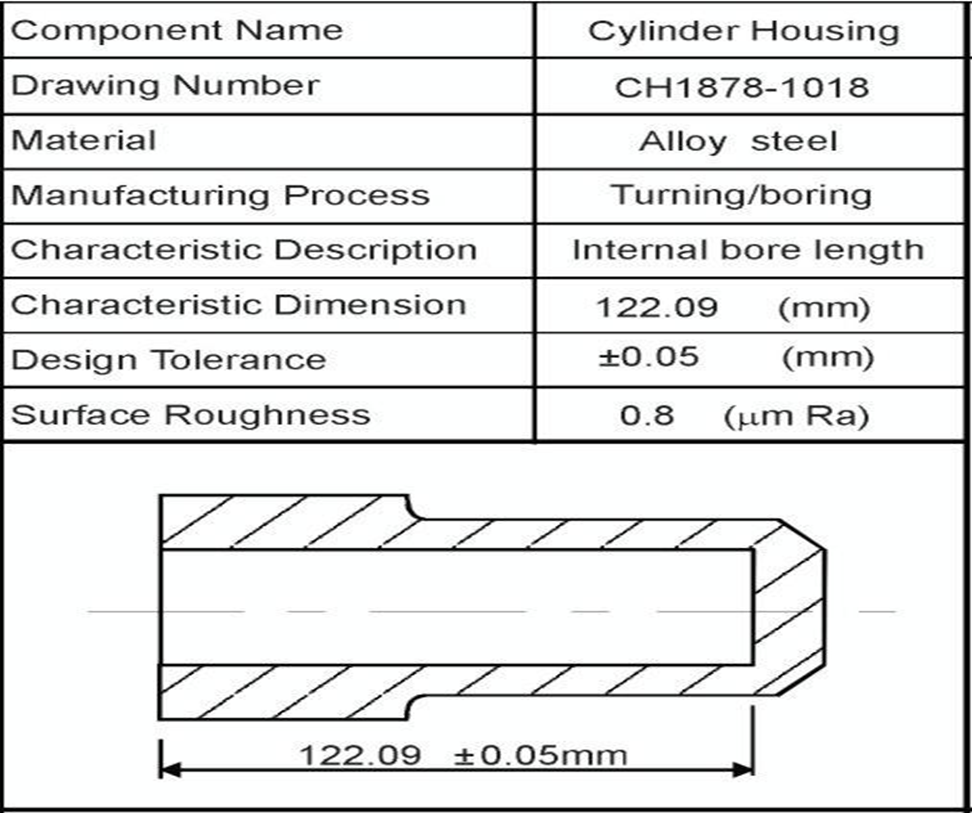 Component Name Cylinder Housing
Drawing Number CH1878-1018
Material Alloy steel
Manufacturing Process Turning/boring
Characteristic Description Internal bore length
Characteristic Dimension 122.09 (mm)
Design Tolerance ±0.05 (mm)
Surface Roughness 0.8 (μm Ra)
122.09 ±0.05mm